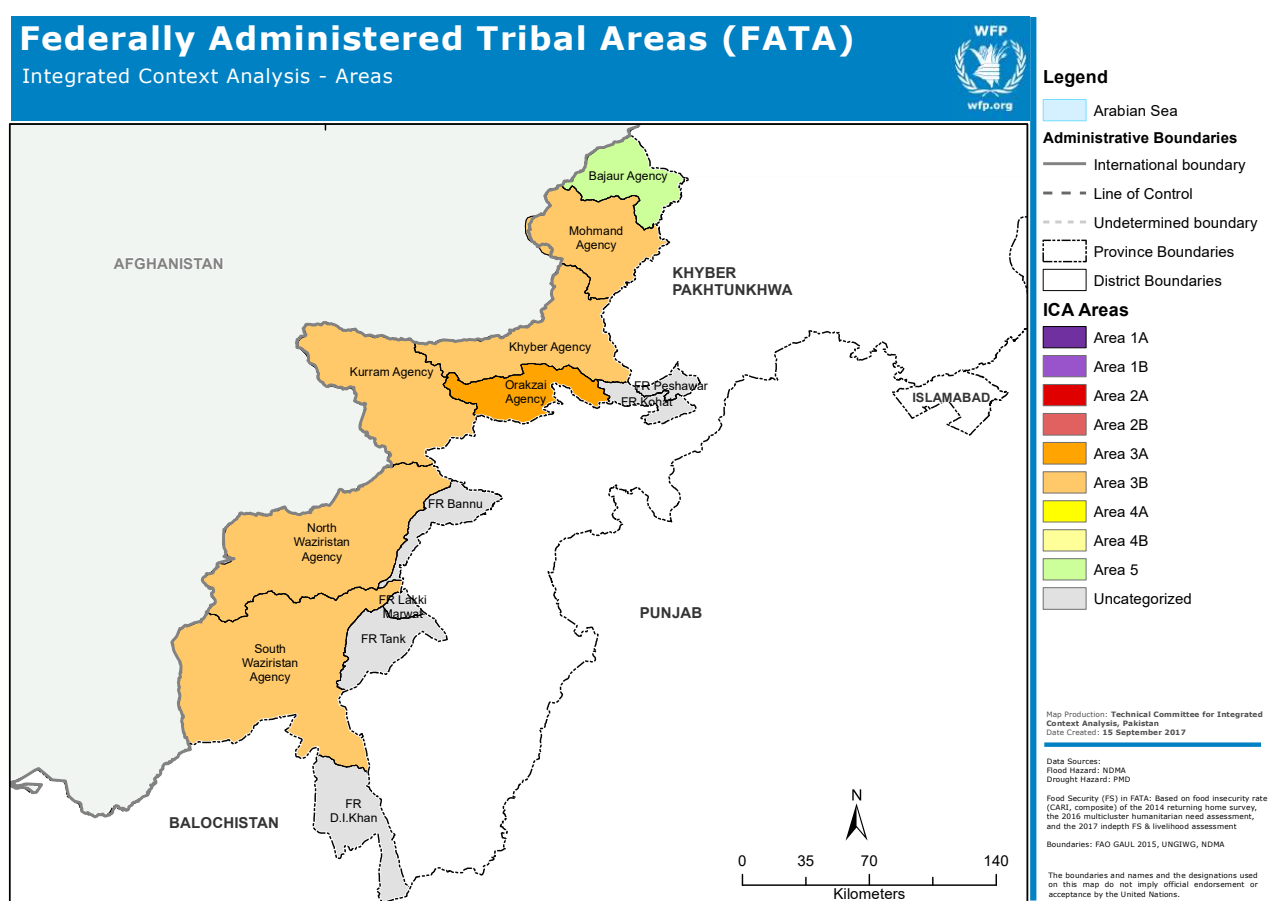 Federally Administered Tribal Areas (FATA)
Integrated Context Analysis - Areas
WFP
wfp.org
Legend
Arabian Sea
Administrative Boundaries
International boundary
Line of Control
Undetermined boundary
Province Boundaries
District Boundaries
ICA Areas
Area 1A
Area 1B
Area 2A
Area 2B
Area 3A
Area 3B
Area 4A
Area 4B
Area 5
Uncategorized
Bajaur Agency
Mohmand
Agency
AFGHANISTAN
KHYBER
PAKHTUNKHWA
Khyber Agency
Kurram Agency
Orakzai
Agency
FR Peshawar
FR Kohat
ISLAMABAD
FR Bannu
North
Waziristan
Agency
FR Lakki
Marwat
FR Tank
PUNJAB
South
Waziristan
Agency
FR
D.I.Khan
BALOCHISTAN
N
0 35 70 140
Kilometers
Map Production: Technical Committee for Integrated
Context Analysis, Pakistan
Date Created: 15 September 2017
Data Sources:
Flood Hazard: NDMA
Drought Hazard: PMD
Food Security (FS) in FATA: Based on food insecurity rate
(CARI, composite) of the 2014 returning home survey,
the 2016 multicluster humanitarian need assessment,
and the 2017 indepth FS & livelihood assessment
Boundaries: FAO GAUL 2015, UNGIWG, NDMA
The boundaries and names and the designations used
on this map do not imply official endorsement or
acceptance by the United Nations.